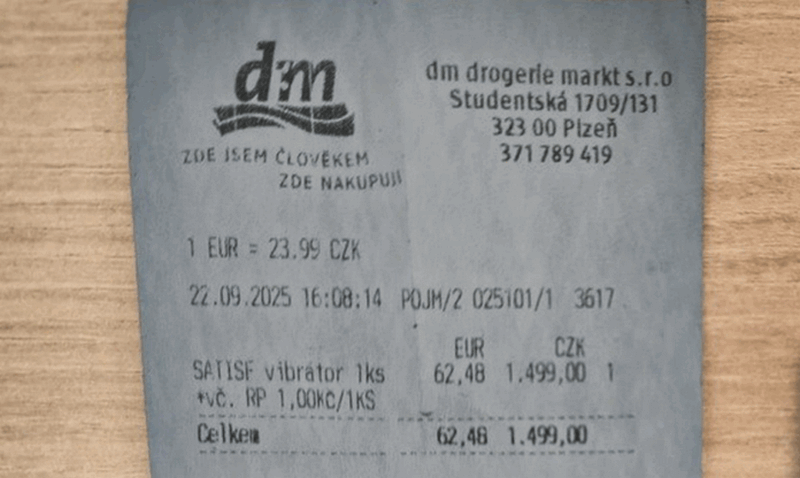 dm
ZDE JSEM ČLOVĚKEM
ZDE NAKUPUJI
dm drogerie markt s.r.o
Studentská 1709/131
323 00 Plzeň
371 789 419
1 EUR = 23.99 CZK
22.09.2025 16:08:14 POJM/2 025101/1 3617
EUR CZK
SATISF vibrátor 1ks 62,48 1.499,00 1
*vč. RP 1,00KC/1KS
Celkem 62,48 1.499,00